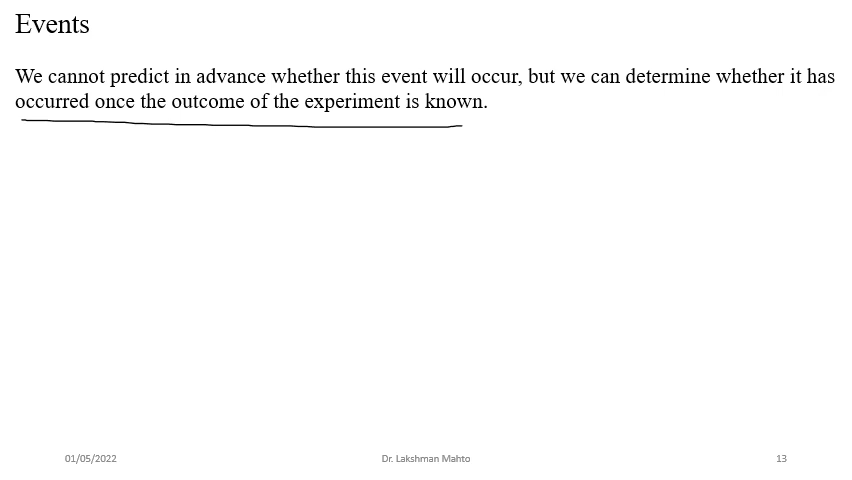 Events
We cannot predict in advance whether this event will occur, but we can determine whether it has
occurred once the outcome of the experiment is known.
01/05/2022
Dr. Lakshman Mahto
13